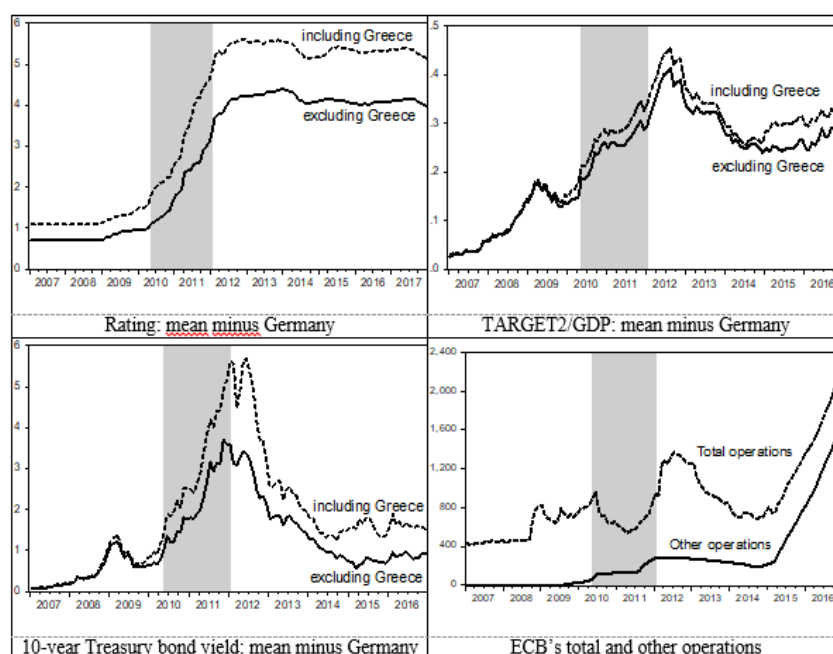 6
5
4
3
2
1
0
including Greece
excluding Greece
2007 2008 2009 2010 2011 2012 2013 2014 2015 2016 2017
Rating: mean minus Germany
.5
.4
.3
.2
.1
.0
including Greece
excluding Greece
2007 2008 2009 2010 2011 2012 2013 2014 2015 2016
TARGET2/GDP: mean minus Germany
6
5
4
3
2
1
0
including Greece
excluding Greece
2007 2008 2009 2010 2011 2012 2013 2014 2015 2016
10-year Treasury bond yield: mean minus Germany
2,400
2,000
1,600
1,200
800
400
0
Total operations
Other operations
2007 2008 2009 2010 2011 2012 2013 2014 2015 2016
ECB's total and other operations